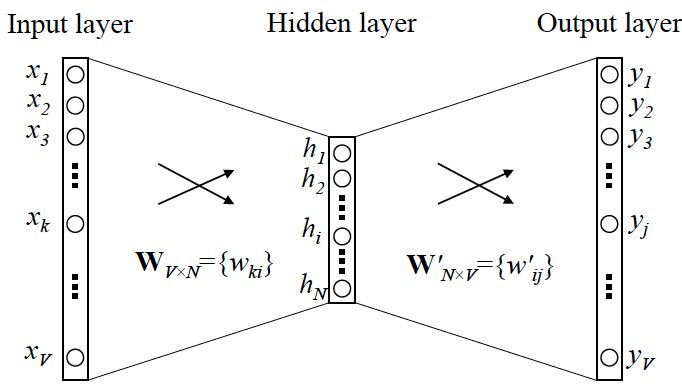 Input layer
Hidden layer
Output layer
x1
x2
x3
xk
xV
h1
h2
hi
hN
y1
y2
y3
yj
yV
WV×N={wki}
W'N×V={w'ij}